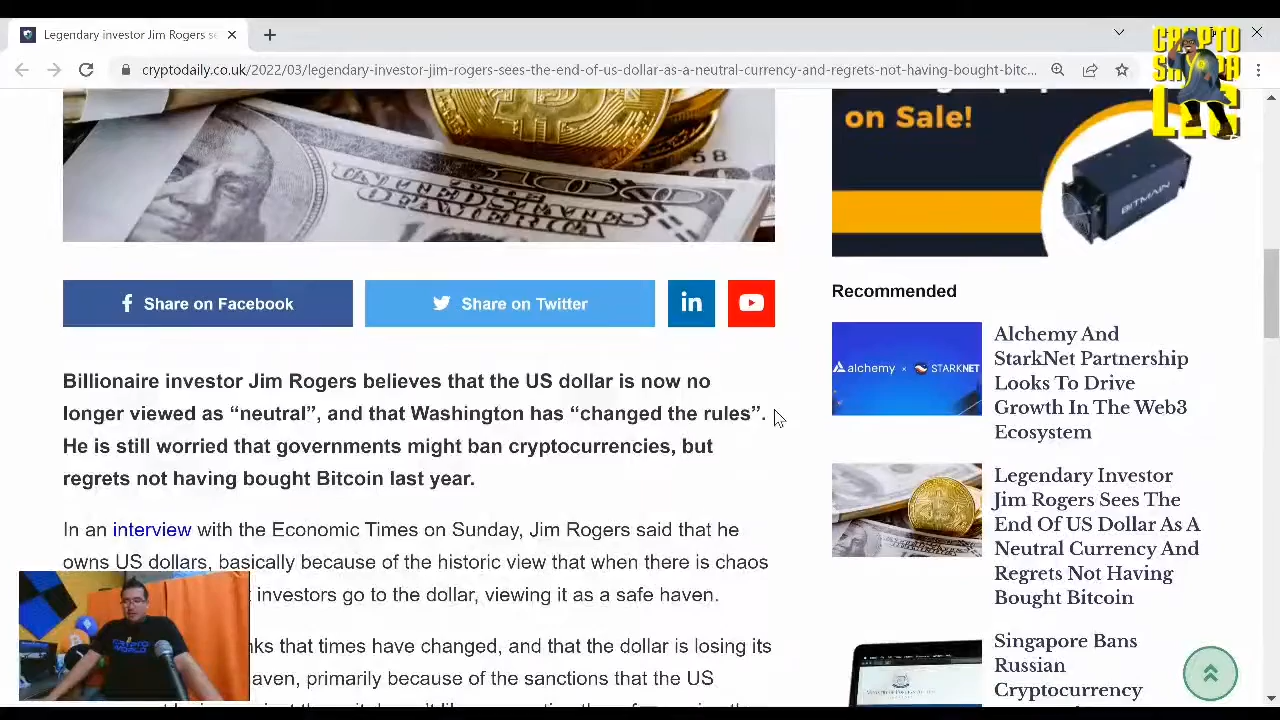 Legendary investor Jim Rogers se
cryptodaily.co.uk/2022/03/legendary-investor-jim-rogers-sees-the-end-of-us-dollar-as-a-neutral-currency-and-regrets-not-having-bought-bitc...
CRYPTO
LEE
on Sale!
BITMAIN
58
100
UNITED STATES
OF AMERICA
Share on Facebook
Share on Twitter
in
Billionaire investor Jim Rogers believes that the US dollar is now no
longer viewed as “neutral”, and that Washington has “changed the rules”.
He is still worried that governments might ban cryptocurrencies, but
regrets not having bought Bitcoin last year.
In an interview with the Economic Times on Sunday, Jim Rogers said that he
owns US dollars, basically because of the historic view that when there is chaos
investors go to the dollar, viewing it as a safe haven.
nks that times have changed, and that the dollar is losing its
aven, primarily because of the sanctions that the US
Recommended
alchemy x STARKNET
Alchemy And
StarkNet Partnership
Looks To Drive
Growth In The Web3
Ecosystem
Legendary Investor
Jim Rogers Sees The
End Of US Dollar As A
Neutral Currency And
Regrets Not Having
Bought Bitcoin
Singapore Bans
Russian
Cryptocurrency